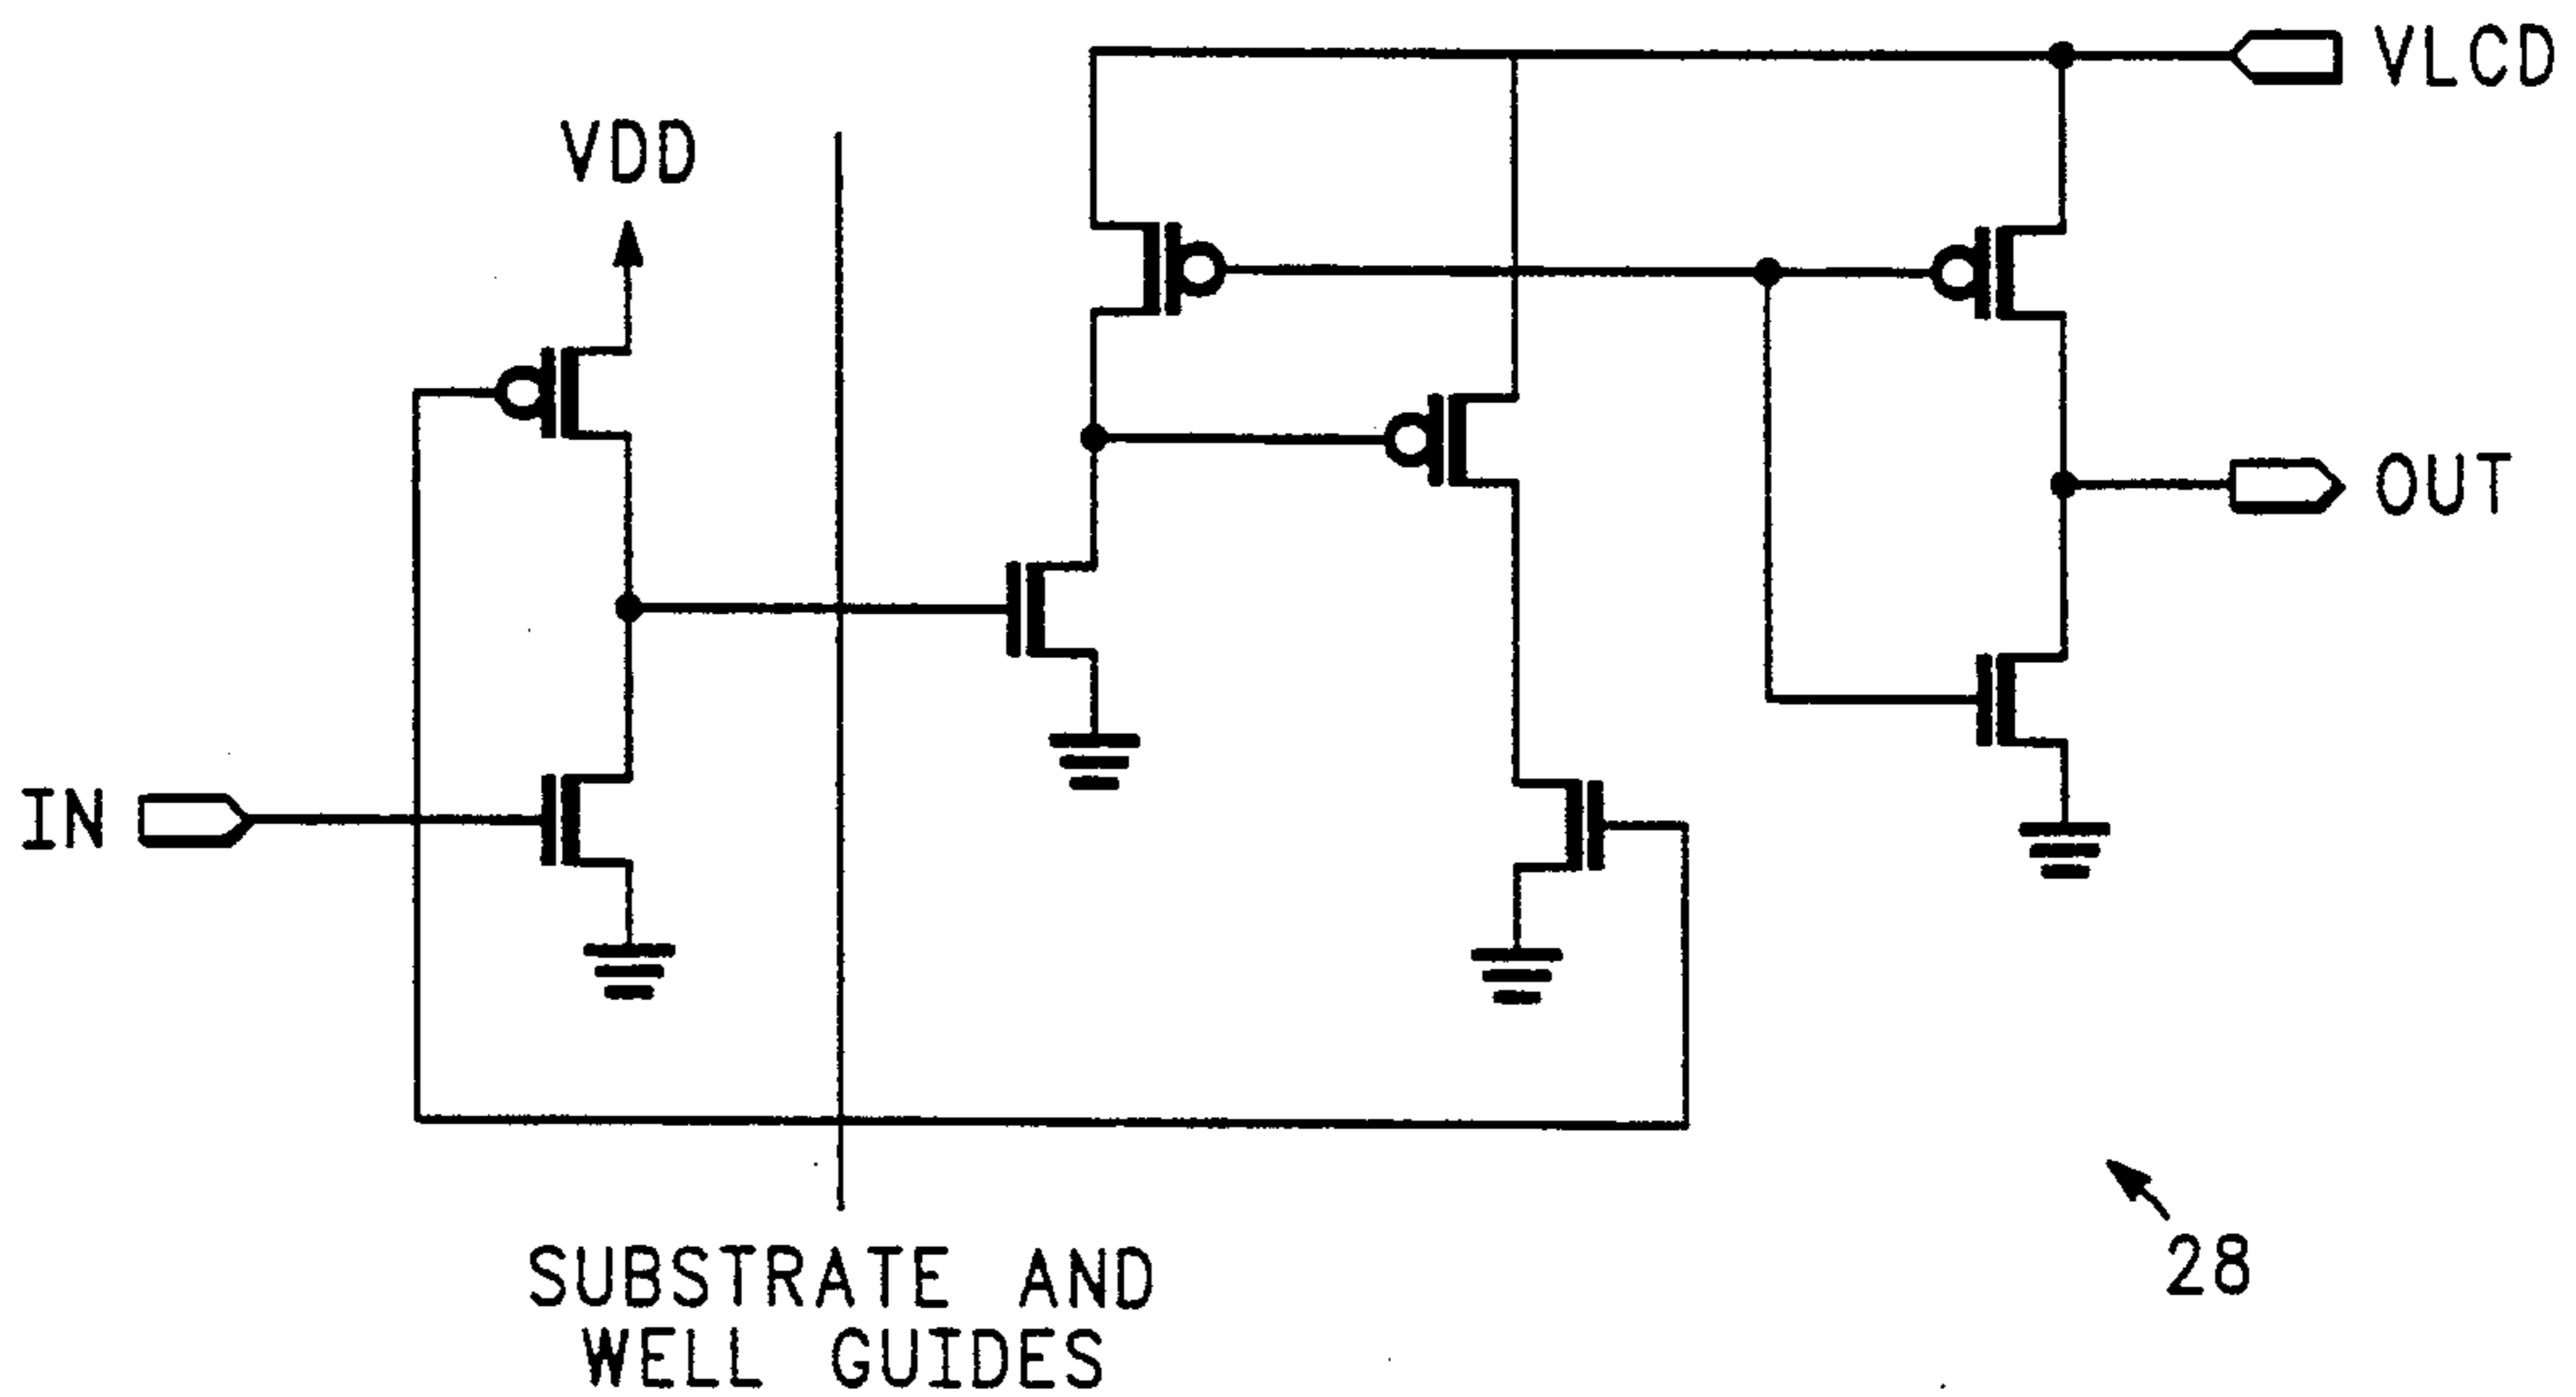 VLCD
VDD
OUT
IN
28
SUBSTRATE AND
WELL GUIDES